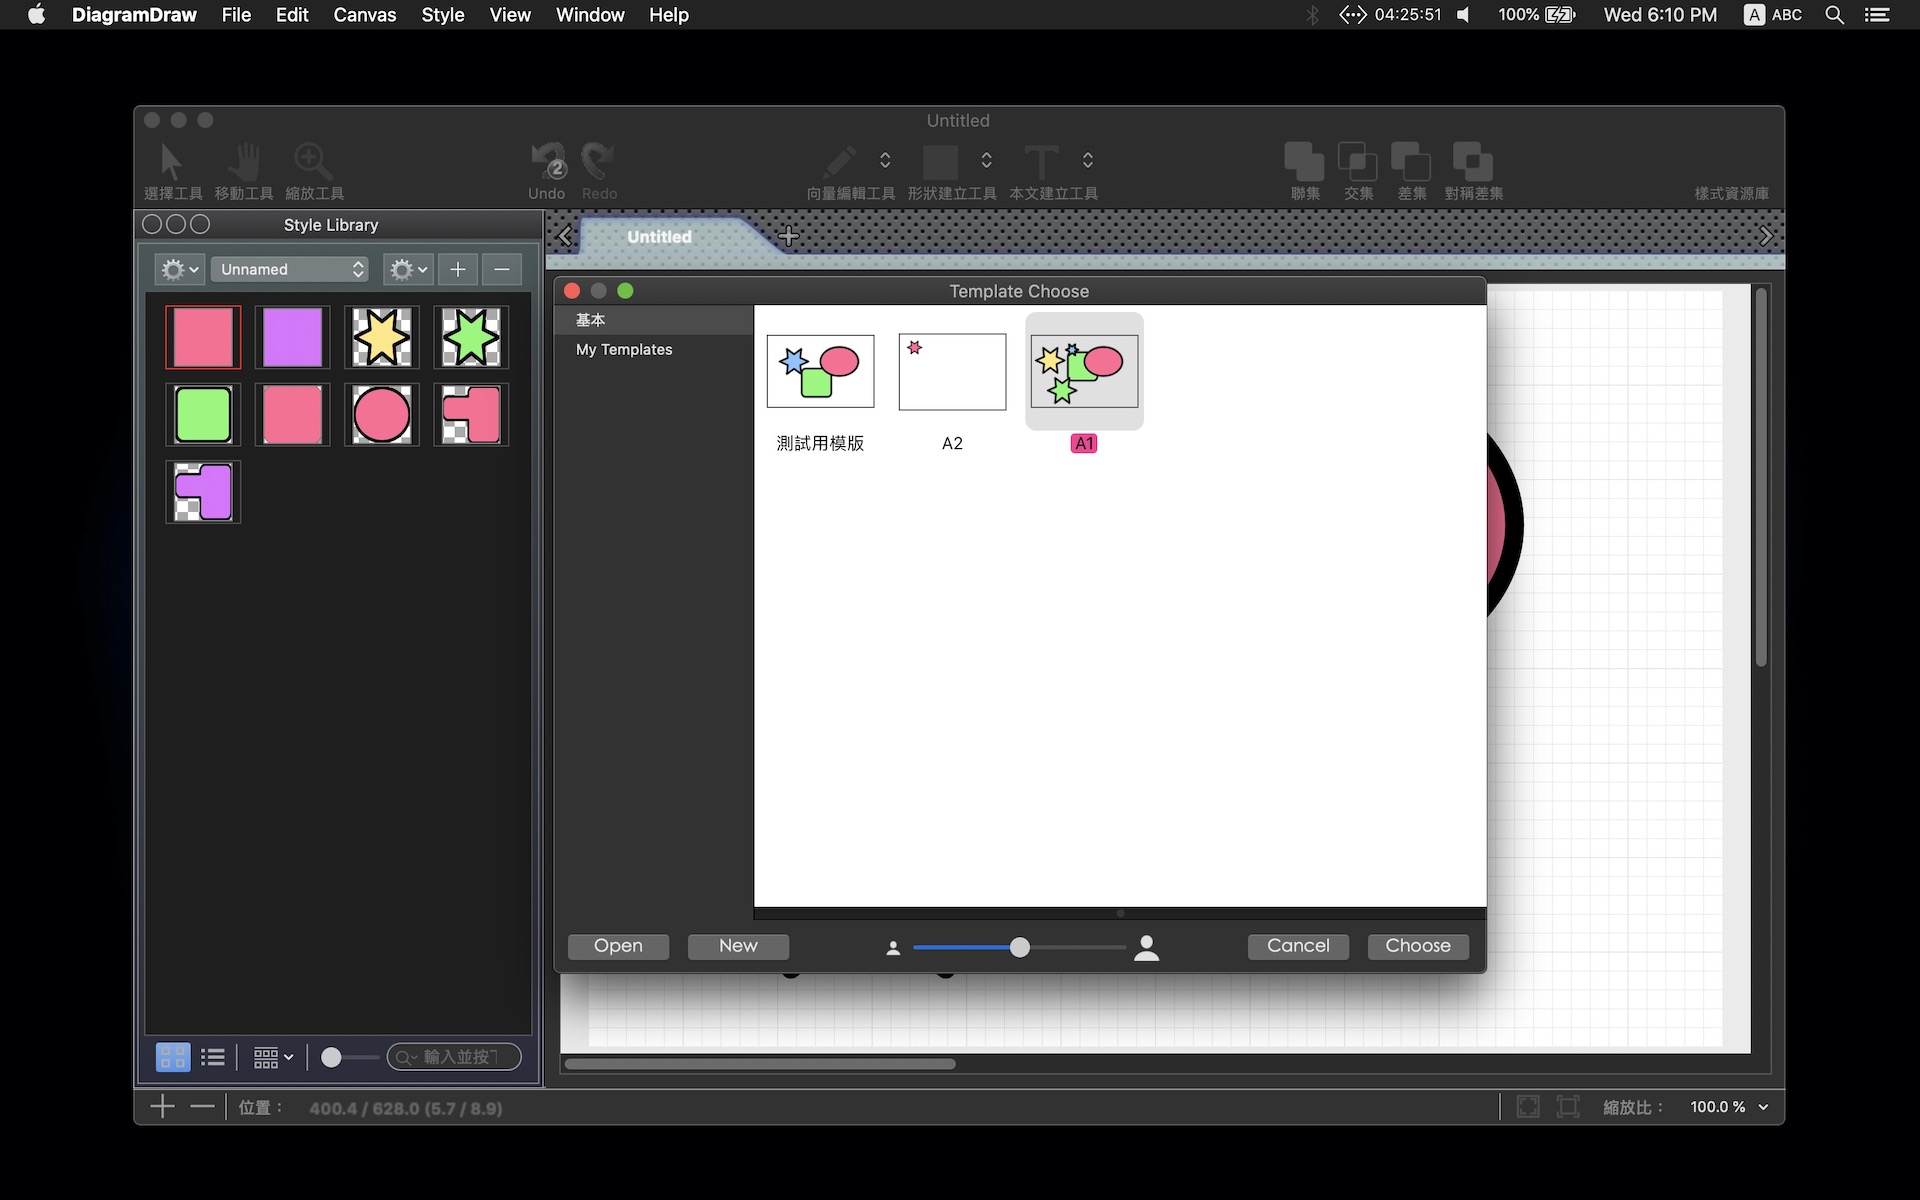 DiagramDraw File Edit Canvas Style View Window Help
04:25:51 100% Wed 6:10 PM A ABC
Untitled
選擇工具 移動工具 縮放工具 Undo 2 Redo 向量編輯工具 形狀建立工具 本文建立工具 聯集 交集 差集 對稱差集 樣式資源庫
Style Library
Unnamed
Untitled
Template Choose
基本
My Templates
測試用模版 A2 A1
Open New Cancel Choose
輸入並按
位置： 400.4 / 628.0 (5.7 / 8.9) 縮放比： 100.0 %